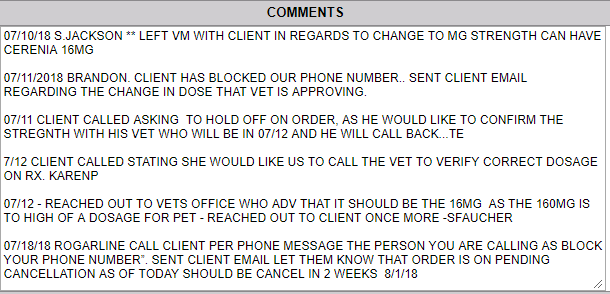 COMMENTS
07/10/18 S.JACKSON ** LEFT VM WITH CLIENT IN REGARDS TO CHANGE TO MG STRENGTH CAN HAVE
CERENIA 16MG
07/11/2018 BRANDON. CLIENT HAS BLOCKED OUR PHONE NUMBER.. SENT CLIENT EMAIL
REGARDING THE CHANGE IN DOSE THAT VET IS APPROVING.
07/11 CLIENT CALLED ASKING  TO HOLD OFF ON ORDER, AS HE WOULD LIKE TO CONFIRM THE
STREGNTH WITH HIS VET WHO WILL BE IN 07/12 AND HE WILL CALL BACK...TE
7/12 CLIENT CALLED STATING SHE WOULD LIKE US TO CALL THE VET TO VERIFY CORRECT DOSAGE
ON RX. KARENP
07/12 - REACHED OUT TO VETS OFFICE WHO ADV THAT IT SHOULD BE THE 16MG  AS THE 160MG IS
TO HIGH OF A DOSAGE FOR PET - REACHED OUT TO CLIENT ONCE MORE -SFAUCHER
07/18/18 ROGARLINE CALL CLIENT PER PHONE MESSAGE THE PERSON YOU ARE CALLING AS BLOCK
YOUR PHONE NUMBER”. SENT CLIENT EMAIL LET THEM KNOW THAT ORDER IS ON PENDING
CANCELLATION AS OF TODAY SHOULD BE CANCEL IN 2 WEEKS  8/1/18